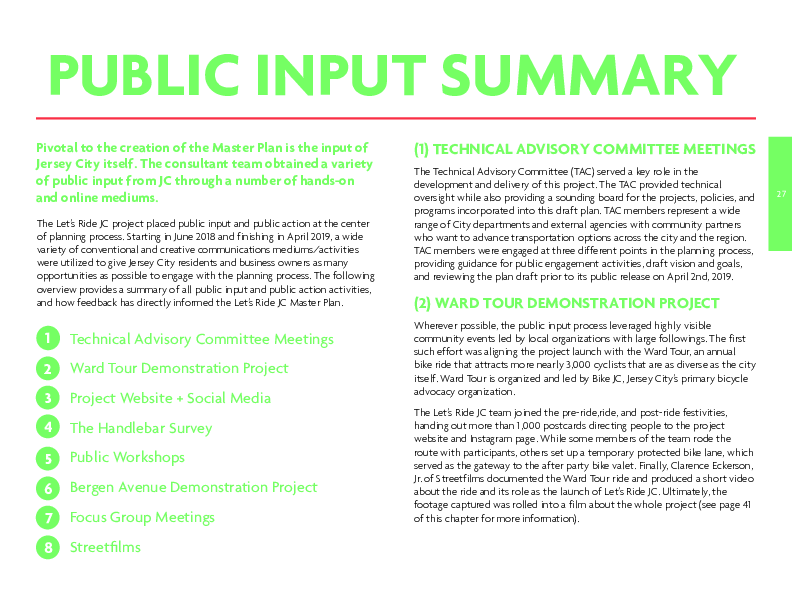 PUBLIC INPUT SUMMARY
Pivotal to the creation of the Master Plan is the input of
Jersey City itself. The consultant team obtained a variety
of public input from JC through a number of hands-on
and online mediums.
The Let's Ride JC project placed public input and public action at the center
of planning process. Starting in June 2018 and finishing in April 2019, a wide
variety of conventional and creative communications mediums/activities
were utilized to give Jersey City residents and business owners as many
opportunities as possible to engage with the planning process. The following
overview provides a summary of all public input and public action activities,
and how feedback has directly informed the Let's Ride JC Master Plan.
1 Technical Advisory Committee Meetings
2 Ward Tour Demonstration Project
3 Project Website + Social Media
4 The Handlebar Survey
5 Public Workshops
6 Bergen Avenue Demonstration Project
7 Focus Group Meetings
8 Streetfilms
(1) TECHNICAL ADVISORY COMMITTEE MEETINGS
The Technical Advisory Committee (TAC) served a key role in the
development and delivery of this project. The TAC provided technical
oversight while also providing a sounding board for the projects, policies, and
programs incorporated into this draft plan. TAC members represent a wide
range of City departments and external agencies with community partners
who want to advance transportation options across the city and the region.
TAC members were engaged at three different points in the planning process,
providing guidance for public engagement activities, draft vision and goals,
and reviewing the plan draft prior to its public release on April 2nd, 2019.
(2) WARD TOUR DEMONSTRATION PROJECT
Wherever possible, the public input process leveraged highly visible
community events led by local organizations with large followings. The first
such effort was aligning the project launch with the Ward Tour, an annual
bike ride that attracts more nearly 3,000 cyclists that are as diverse as the city
itself. Ward Tour is organized and led by Bike JC, Jersey City's primary bicycle
advocacy organization.
The Let's Ride JC team joined the pre-ride,ride, and post-ride festivities,
handing out more than 1,000 postcards directing people to the project
website and Instagram page. While some members of the team rode the
route with participants, others set up a temporary protected bike lane, which
served as the gateway to the after party bike valet. Finally, Clarence Eckerson,
Jr. of Streetfilms documented the Ward Tour ride and produced a short video
about the ride and its role as the launch of Let's Ride JC. Ultimately, the
footage captured was rolled into a film about the whole project (see page 41
of this chapter for more information).
27